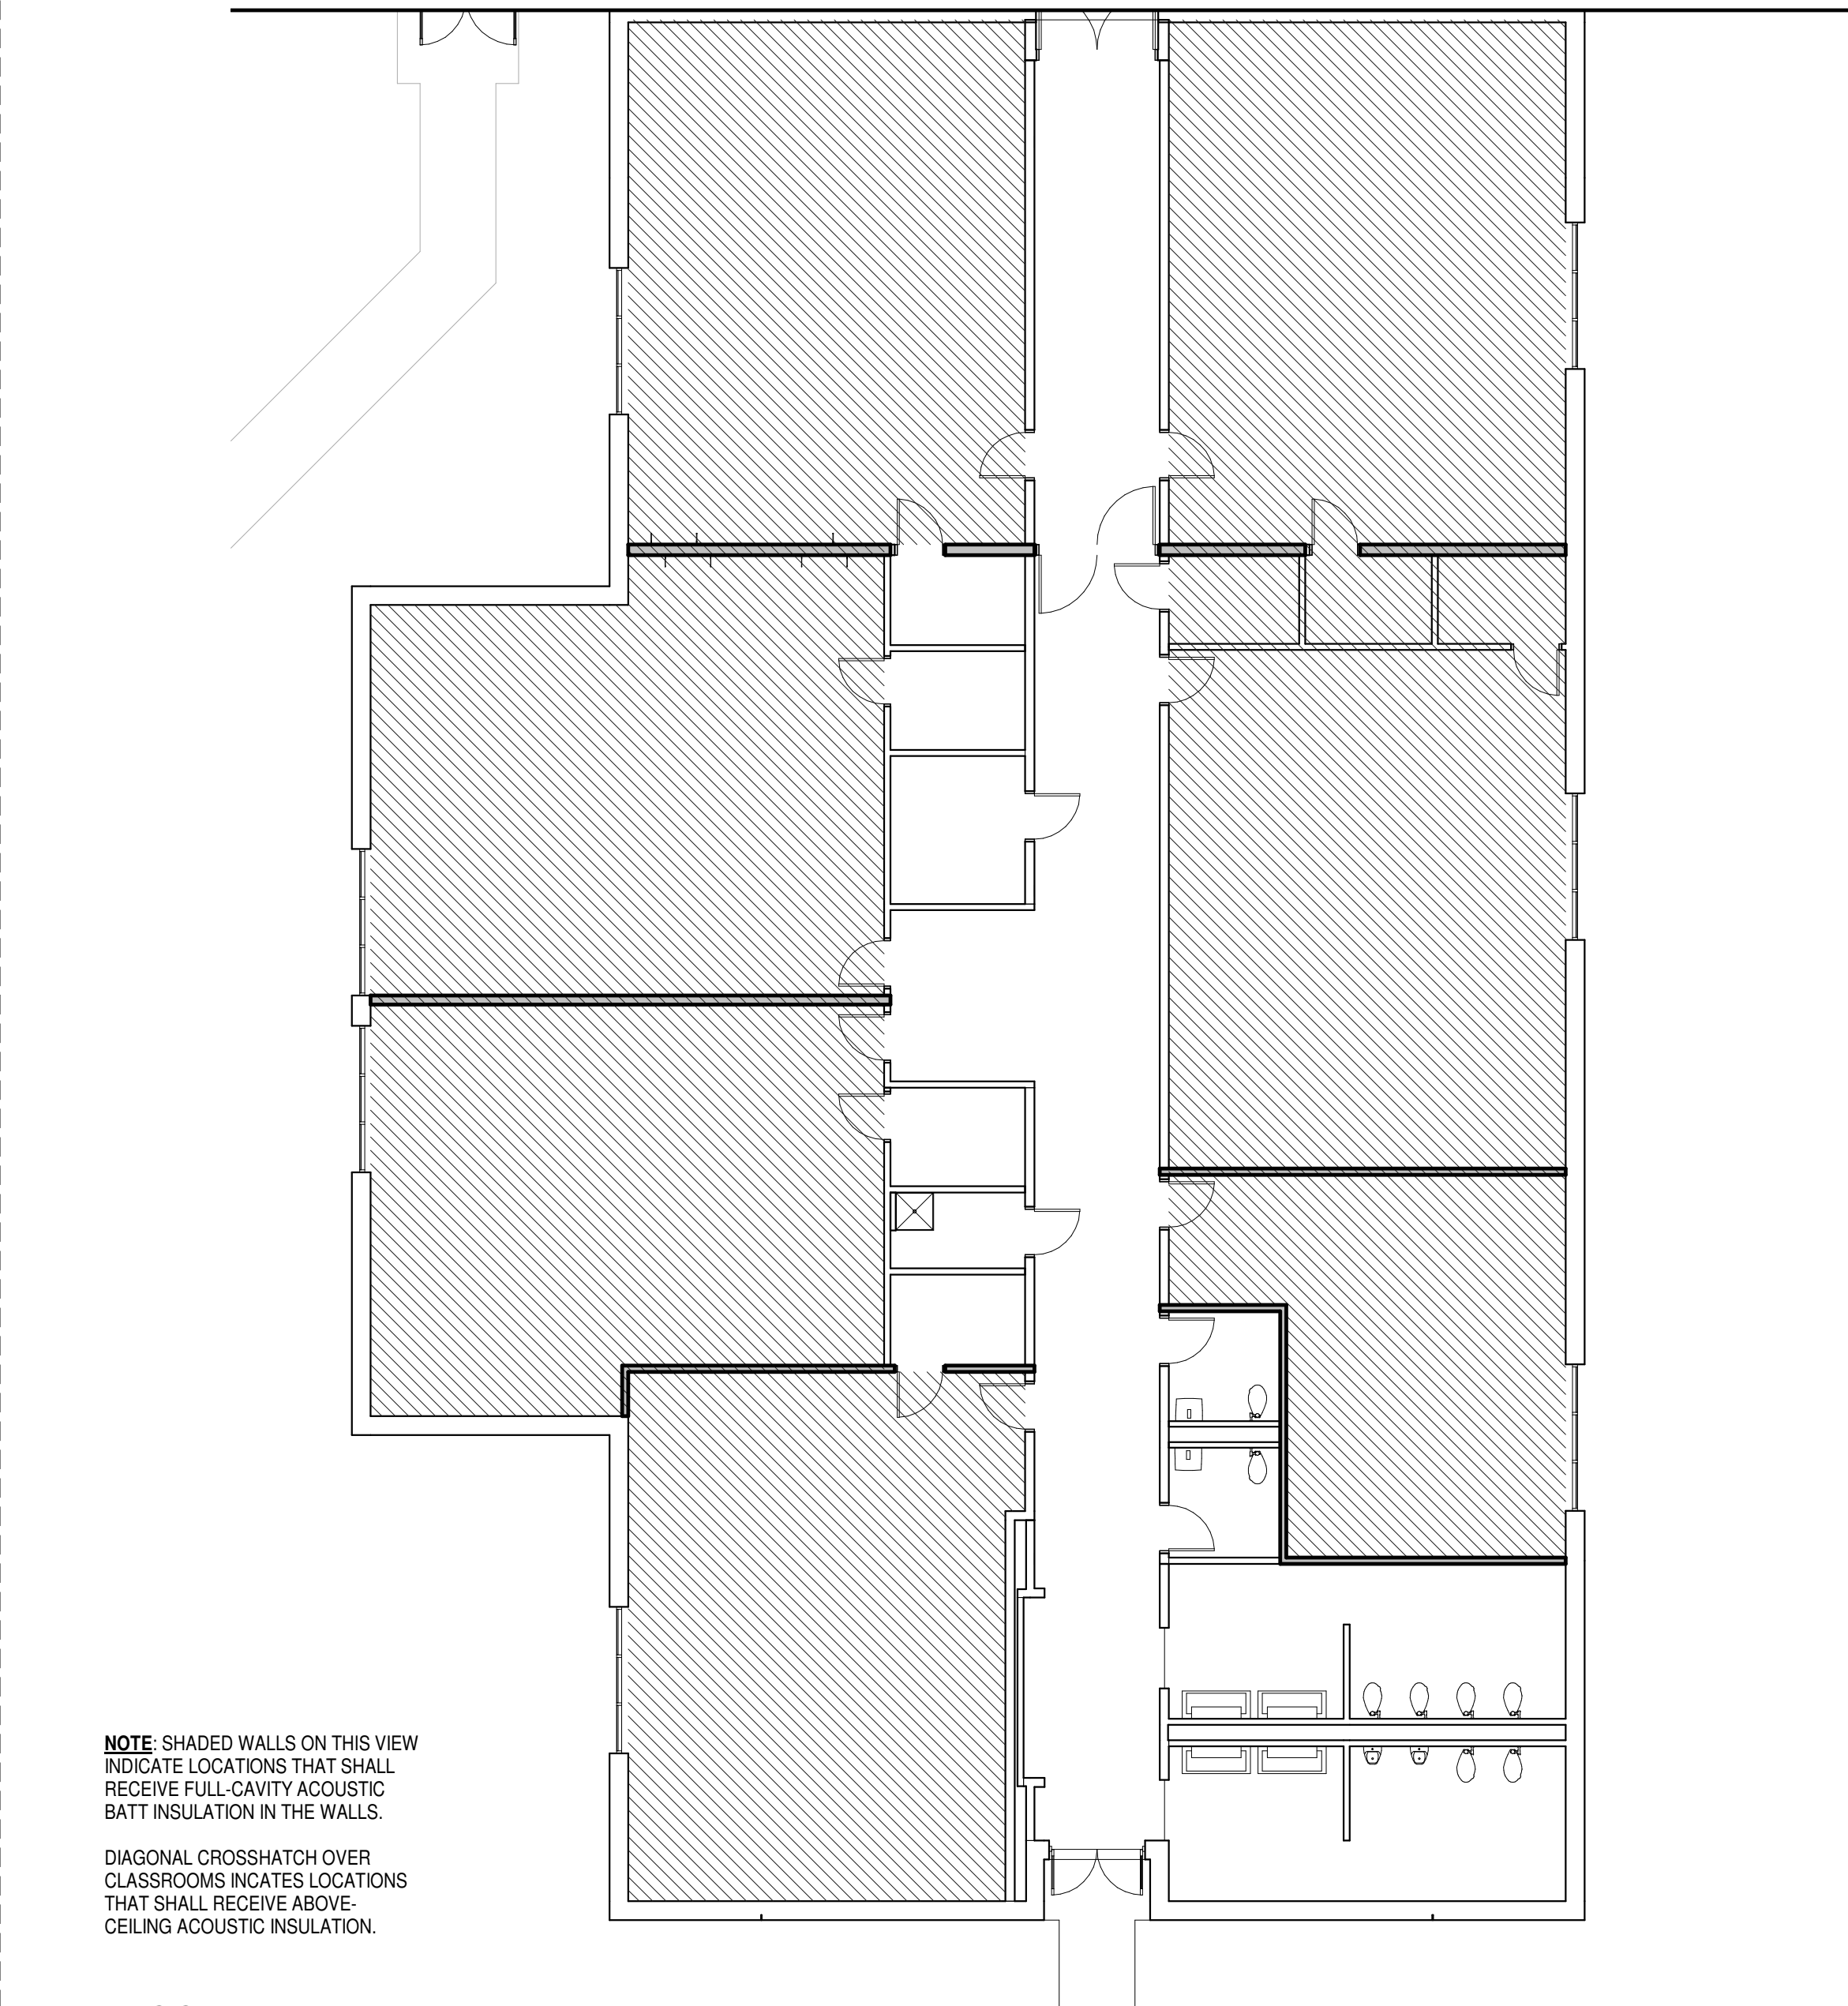 NOTE: SHADED WALLS ON THIS VIEW
INDICATE LOCATIONS THAT SHALL
RECEIVE FULL-CAVITY ACOUSTIC
BATT INSULATION IN THE WALLS.
DIAGONAL CROSSHATCH OVER
CLASSROOMS INCATES LOCATIONS
THAT SHALL RECEIVE ABOVE-
CEILING ACOUSTIC INSULATION.